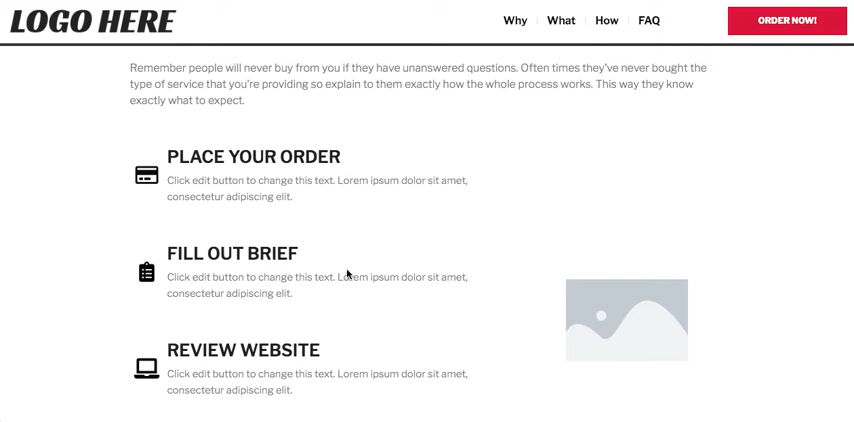 LOGO HERE
Why What How FAQ
ORDER NOW!
Remember people will never buy from you if they have unanswered questions. Often times they've never bought the
type of service that you're providing so explain to them exactly how the whole process works. This way they know
exactly what to expect.
PLACE YOUR ORDER
Click edit button to change this text. Lorem ipsum dolor sit amet,
consectetur adipiscing elit.
FILL OUT BRIEF
Click edit button to change this text. Lorem ipsum dolor sit amet,
consectetur adipiscing elit.
REVIEW WEBSITE
Click edit button to change this text. Lorem ipsum dolor sit amet,
consectetur adipiscing elit.